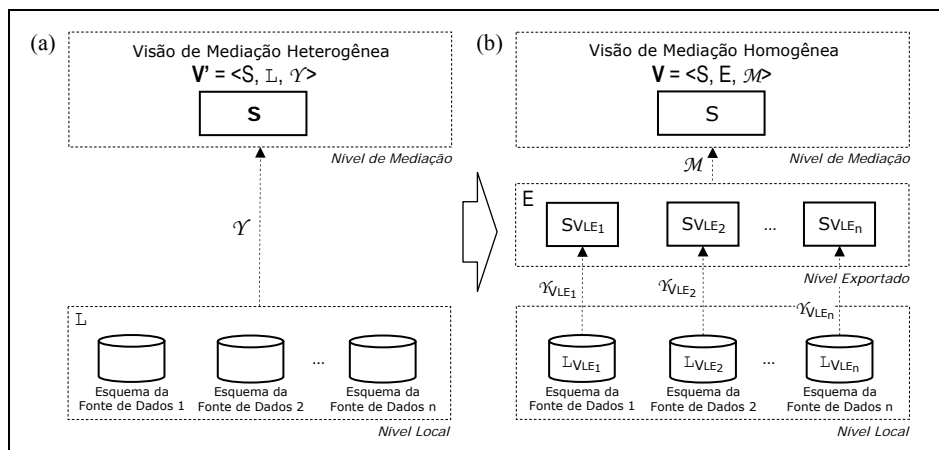 (a)
Visão de Mediação Heterogênea
V' = <S, L, 𝒴>
S
Nível de Mediação
𝒴
L
...
Esquema da
Fonte de Dados 1
Esquema da
Fonte de Dados 2
Esquema da
Fonte de Dados n
Nível Local
(b)
Visão de Mediação Homogênea
V = <S, E, ℳ>
S
Nível de Mediação
ℳ
E
SVLE1
SVLE2
...
SVLEn
Nível Exportado
𝒴VLE1
𝒴VLE2
𝒴VLEn
LVLE1
LVLE2
...
LVLEn
Esquema da
Fonte de Dados 1
Esquema da
Fonte de Dados 2
Esquema da
Fonte de Dados n
Nível Local